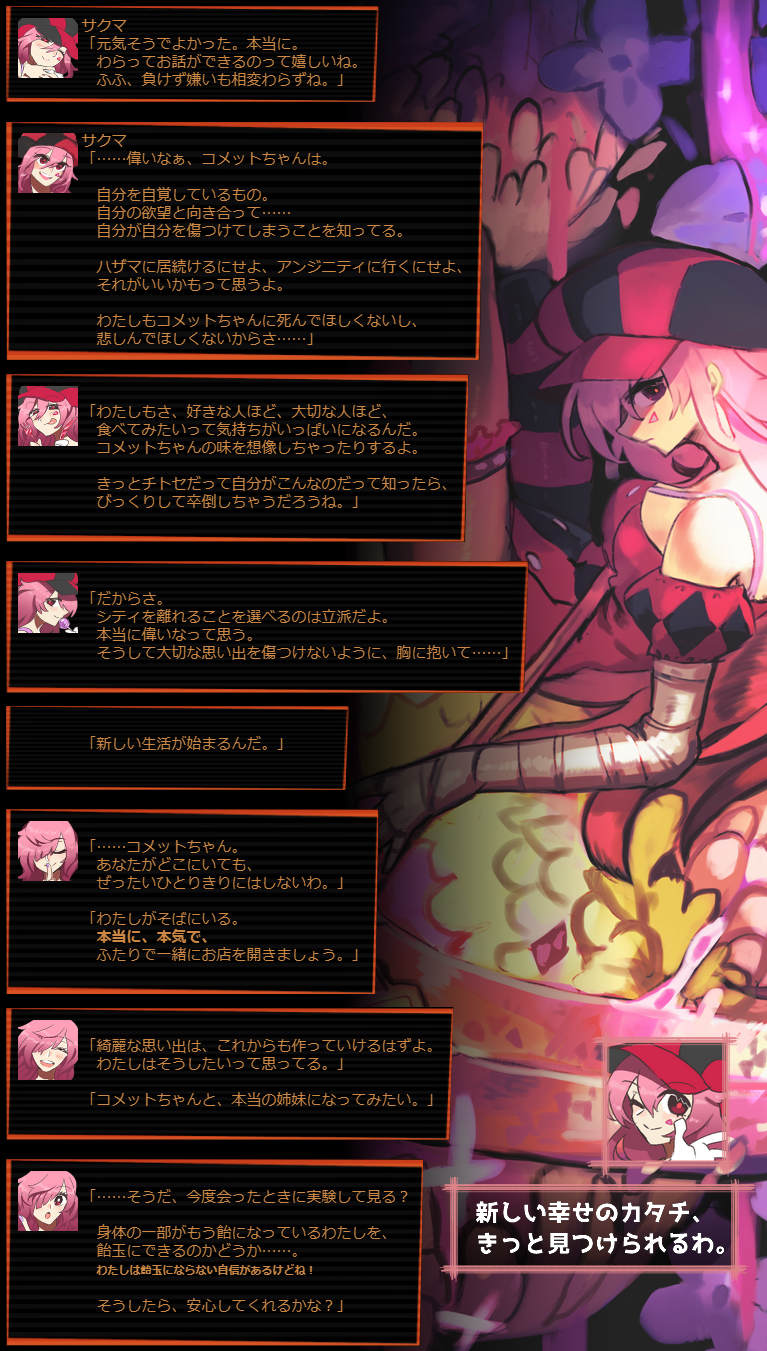 サクマ
「元気そうでよかった。本当に。
わらってお話ができるのって嬉しいね。
ふふ、負けず嫌いも相変わらずね。」
サクマ
「……偉いなぁ、コメットちゃんは。
自分を自覚しているもの。
自分の欲望と向き合って……
自分が自分を傷つけてしまうことを知ってる。
ハザマに居続けるにせよ、アンジニティに行くにせよ、
それがいいかもって思うよ。
わたしもコメットちゃんに死んでほしくないし、
悲しんでほしくないからさ……」
「わたしもさ、好きな人ほど、大切な人ほど、
食べてみたいって気持ちがいっぱいになるんだ。
コメットちゃんの味を想像しちゃったりするよ。
きっとチトセだって自分がこんなのだって知ったら、
びっくりして卒倒しちゃうだろうね。」
「だからさ。
シティを離れることを選べるのは立派だよ。
本当に偉いなって思う。
そうして大切な思い出を傷つけないように、胸に抱いて……」
「新しい生活が始まるんだ。」
「……コメットちゃん。
あなたがどこにいても、
ぜったいひとりきりにはしないわ。」
「わたしがそばにいる。
本当に、本気で、
ふたりで一緒にお店を開きましょう。」
「綺麗な思い出は、これからも作っていけるはずよ。
わたしはそうしたいって思ってる。」
「コメットちゃんと、本当の姉妹になってみたい。」
「……そうだ、今度会ったときに実験して見る？
身体の一部がもう飴になっているわたしを、
飴玉にできるのかどうか……。
わたしは飴玉にならない自信があるけどね！
そうしたら、安心してくれるかな？」
新しい幸せのカタチ、
きっと見つけられるわ。